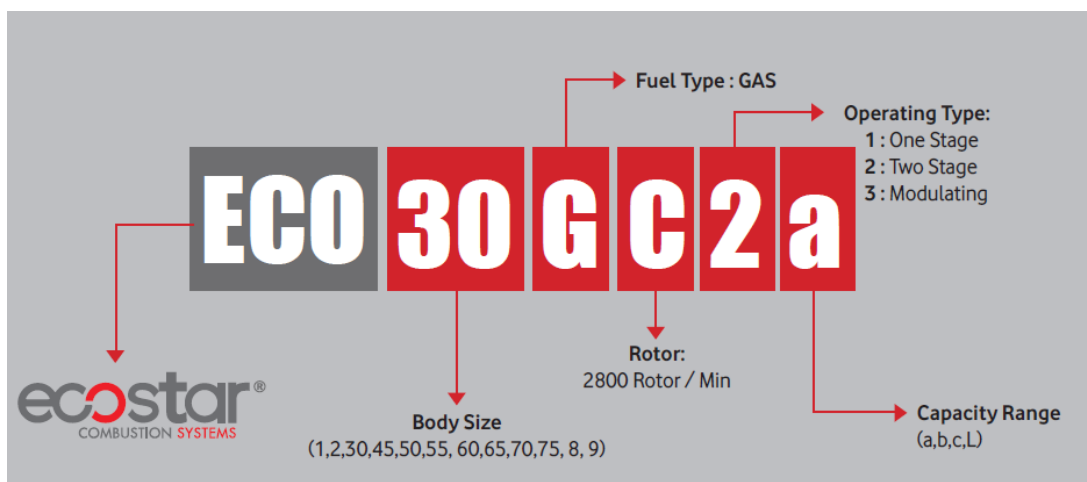 Fuel Type : GAS
Operating Type:
1 : One Stage
2 : Two Stage
3 : Modulating
ECO 30 G C 2 a
Rotor:
2800 Rotor / Min
ecostar®
COMBUSTION SYSTEMS
Body Size
(1,2,30,45,50,55, 60,65,70,75, 8, 9)
Capacity Range
(a,b,c,L)